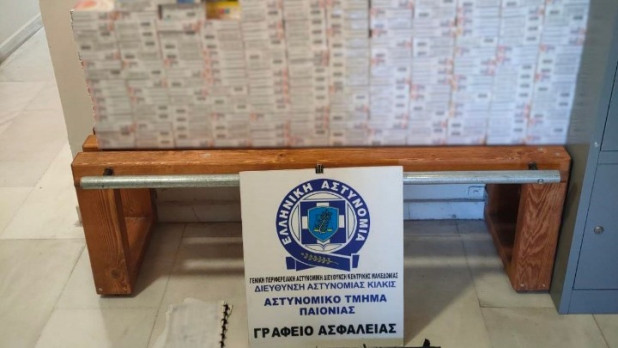 ΕΛΛΗΝΙΚΗ ΑΣΤΥΝΟΜΙΑ
ΓΕΝΙΚΗ ΠΕΡΙΦΕΡΕΙΑΚΗ ΑΣΤΥΝΟΜΙΚΗ ΔΙΕΥΘΥΝΣΗ ΚΕΝΤΡΙΚΗΣ ΜΑΚΕΔΟΝΙΑΣ
ΔΙΕΥΘΥΝΣΗ ΑΣΤΥΝΟΜΙΑΣ ΚΙΛΚΙΣ
ΑΣΤΥΝΟΜΙΚΟ ΤΜΗΜΑ
ΠΑΙΟΝΙΑΣ
ΓΡΑΦΕΙΟ ΑΣΦΑΛΕΙΑΣ